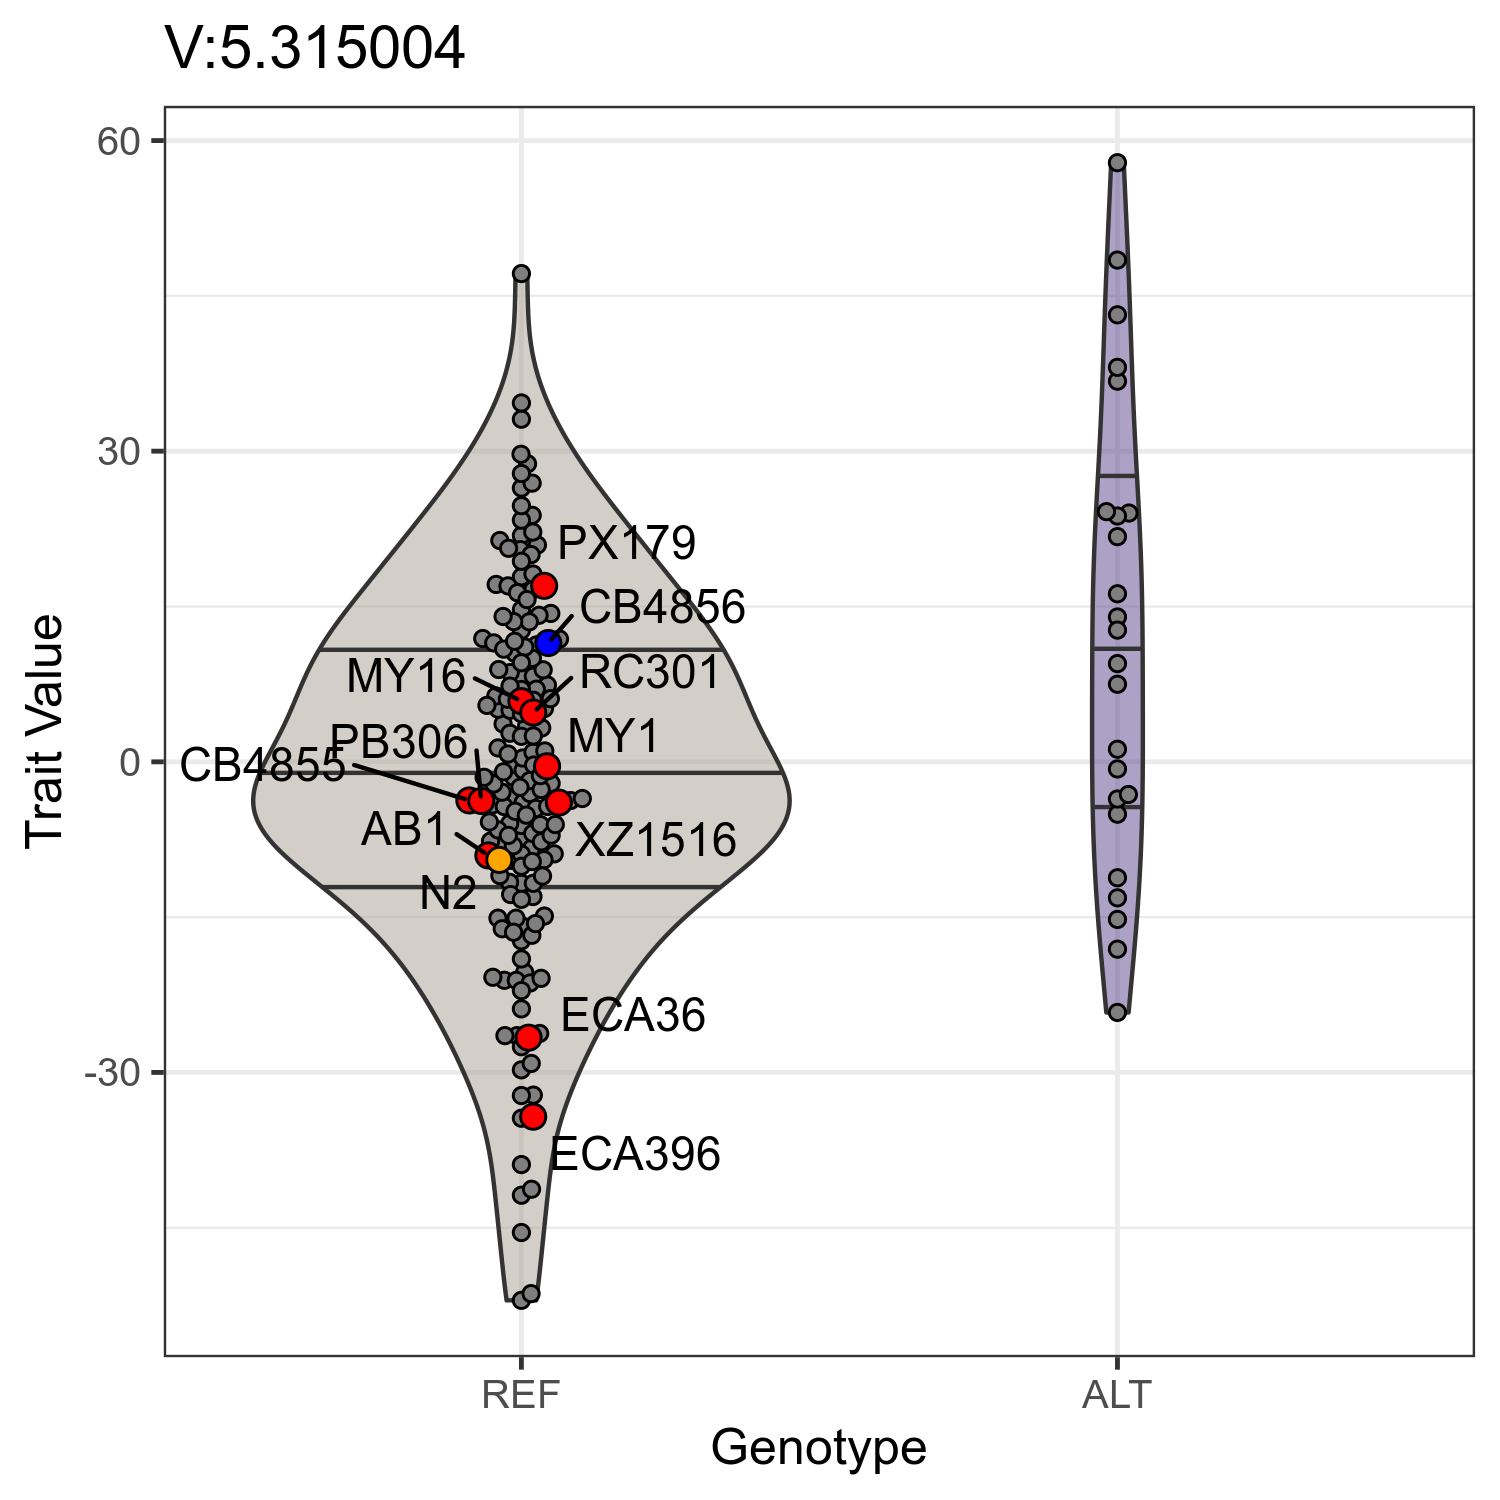 V:5.315004
60
30
0
-30
Trait Value
PX179
CB4856
MY16
RC301
MY1
PB306
CB4855
AB1
XZ1516
N2
ECA36
ECA396
REF
ALT
Genotype